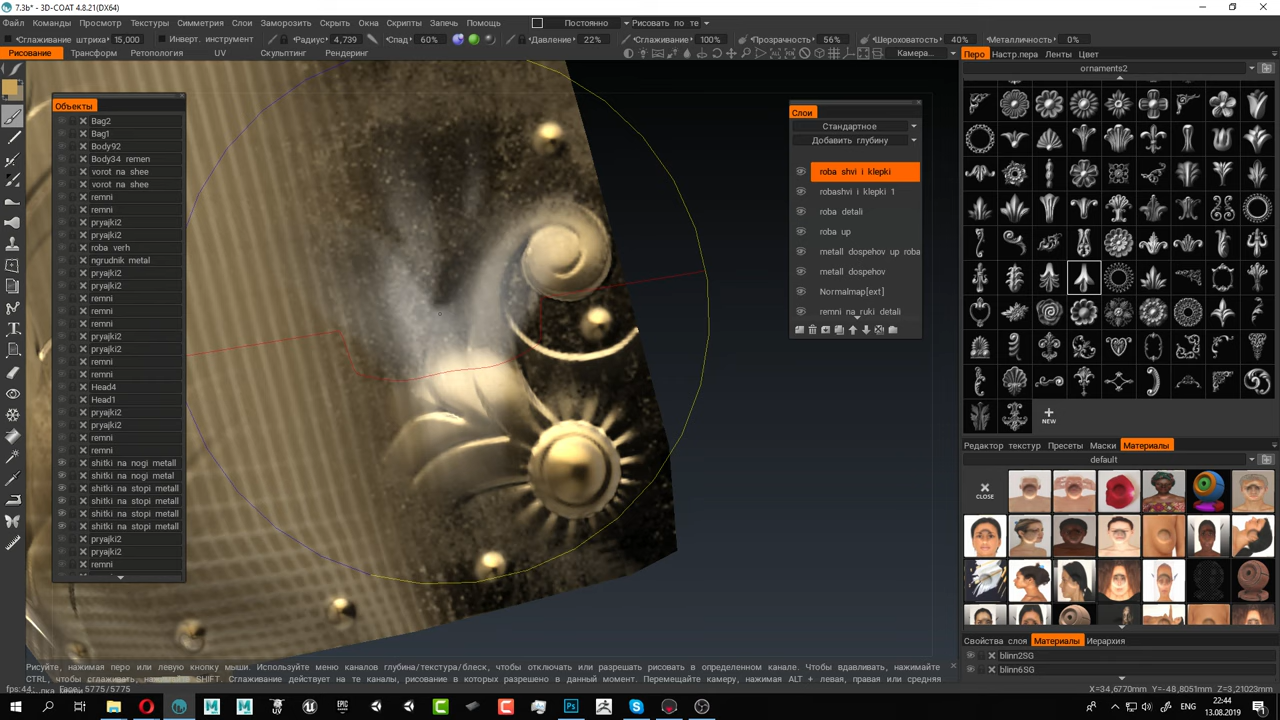 7.3b* - 3D-COAT 4.8.21(DX64)
Файл Команды Просмотр Текстуры Симметрия Слои Заморозить Скрыть Окна Скрипты Запечь Помощь Постоянно Рисовать по те
Сглаживание штриха 15,000 Инверт. инструмент Радиус 4,739 Спад 60% Давление 22% Сглаживание 100% Прозрачность 56% Шероховатость 40% Металличность 0%
Рисование Трансформ Ретопология UV Скульптинг Рендеринг Камера...
Перо Настр.пера Ленты Цвет
ornaments2
Объекты
Bag2
Bag1
Body92
Body34 remen
vorot na shee
vorot na shee
remni
remni
pryajki2
pryajki2
roba verh
ngrudnik metal
pryajki2
pryajki2
remni
remni
remni
pryajki2
pryajki2
remni
remni
Head4
Head1
pryajki2
pryajki2
remni
remni
shitki na nogi metall
shitki na nogi metal
shitki na stopi metall
shitki na stopi metall
shitki na stopi metall
shitki na stopi metall
pryajki2
pryajki2
remni
Слои
Стандартное
Добавить глубину
roba shvi i klepki
robashvi i klepki 1
roba detali
roba up
metall dospehov up roba
metall dospehov
Normalmap[ext]
remni na ruki detali
NEW
Редактор текстур Пресеты Маски Материалы
default
CLOSE
Свойства слоя Материалы Иерархия
blinn2SG
blinn6SG
Рисуйте, нажимая перо или левую кнопку мыши. Используйте меню каналов глубина/текстура/блеск, чтобы отключать или разрешать рисовать в определенном канале. Чтобы вдавливать, нажимайте
CTRL, чтобы сглаживать, нажимайте SHIFT. Сглаживание действует на те каналы, рисование в которых разрешено в данный момент. Перемещайте камеру, нажимая ALT + левая, правая или средняя
fps:44
5775/5775
X=34,6770mm Y=-48,8051mm Z=3,21023mm
ENG
22:44
13.08.2019